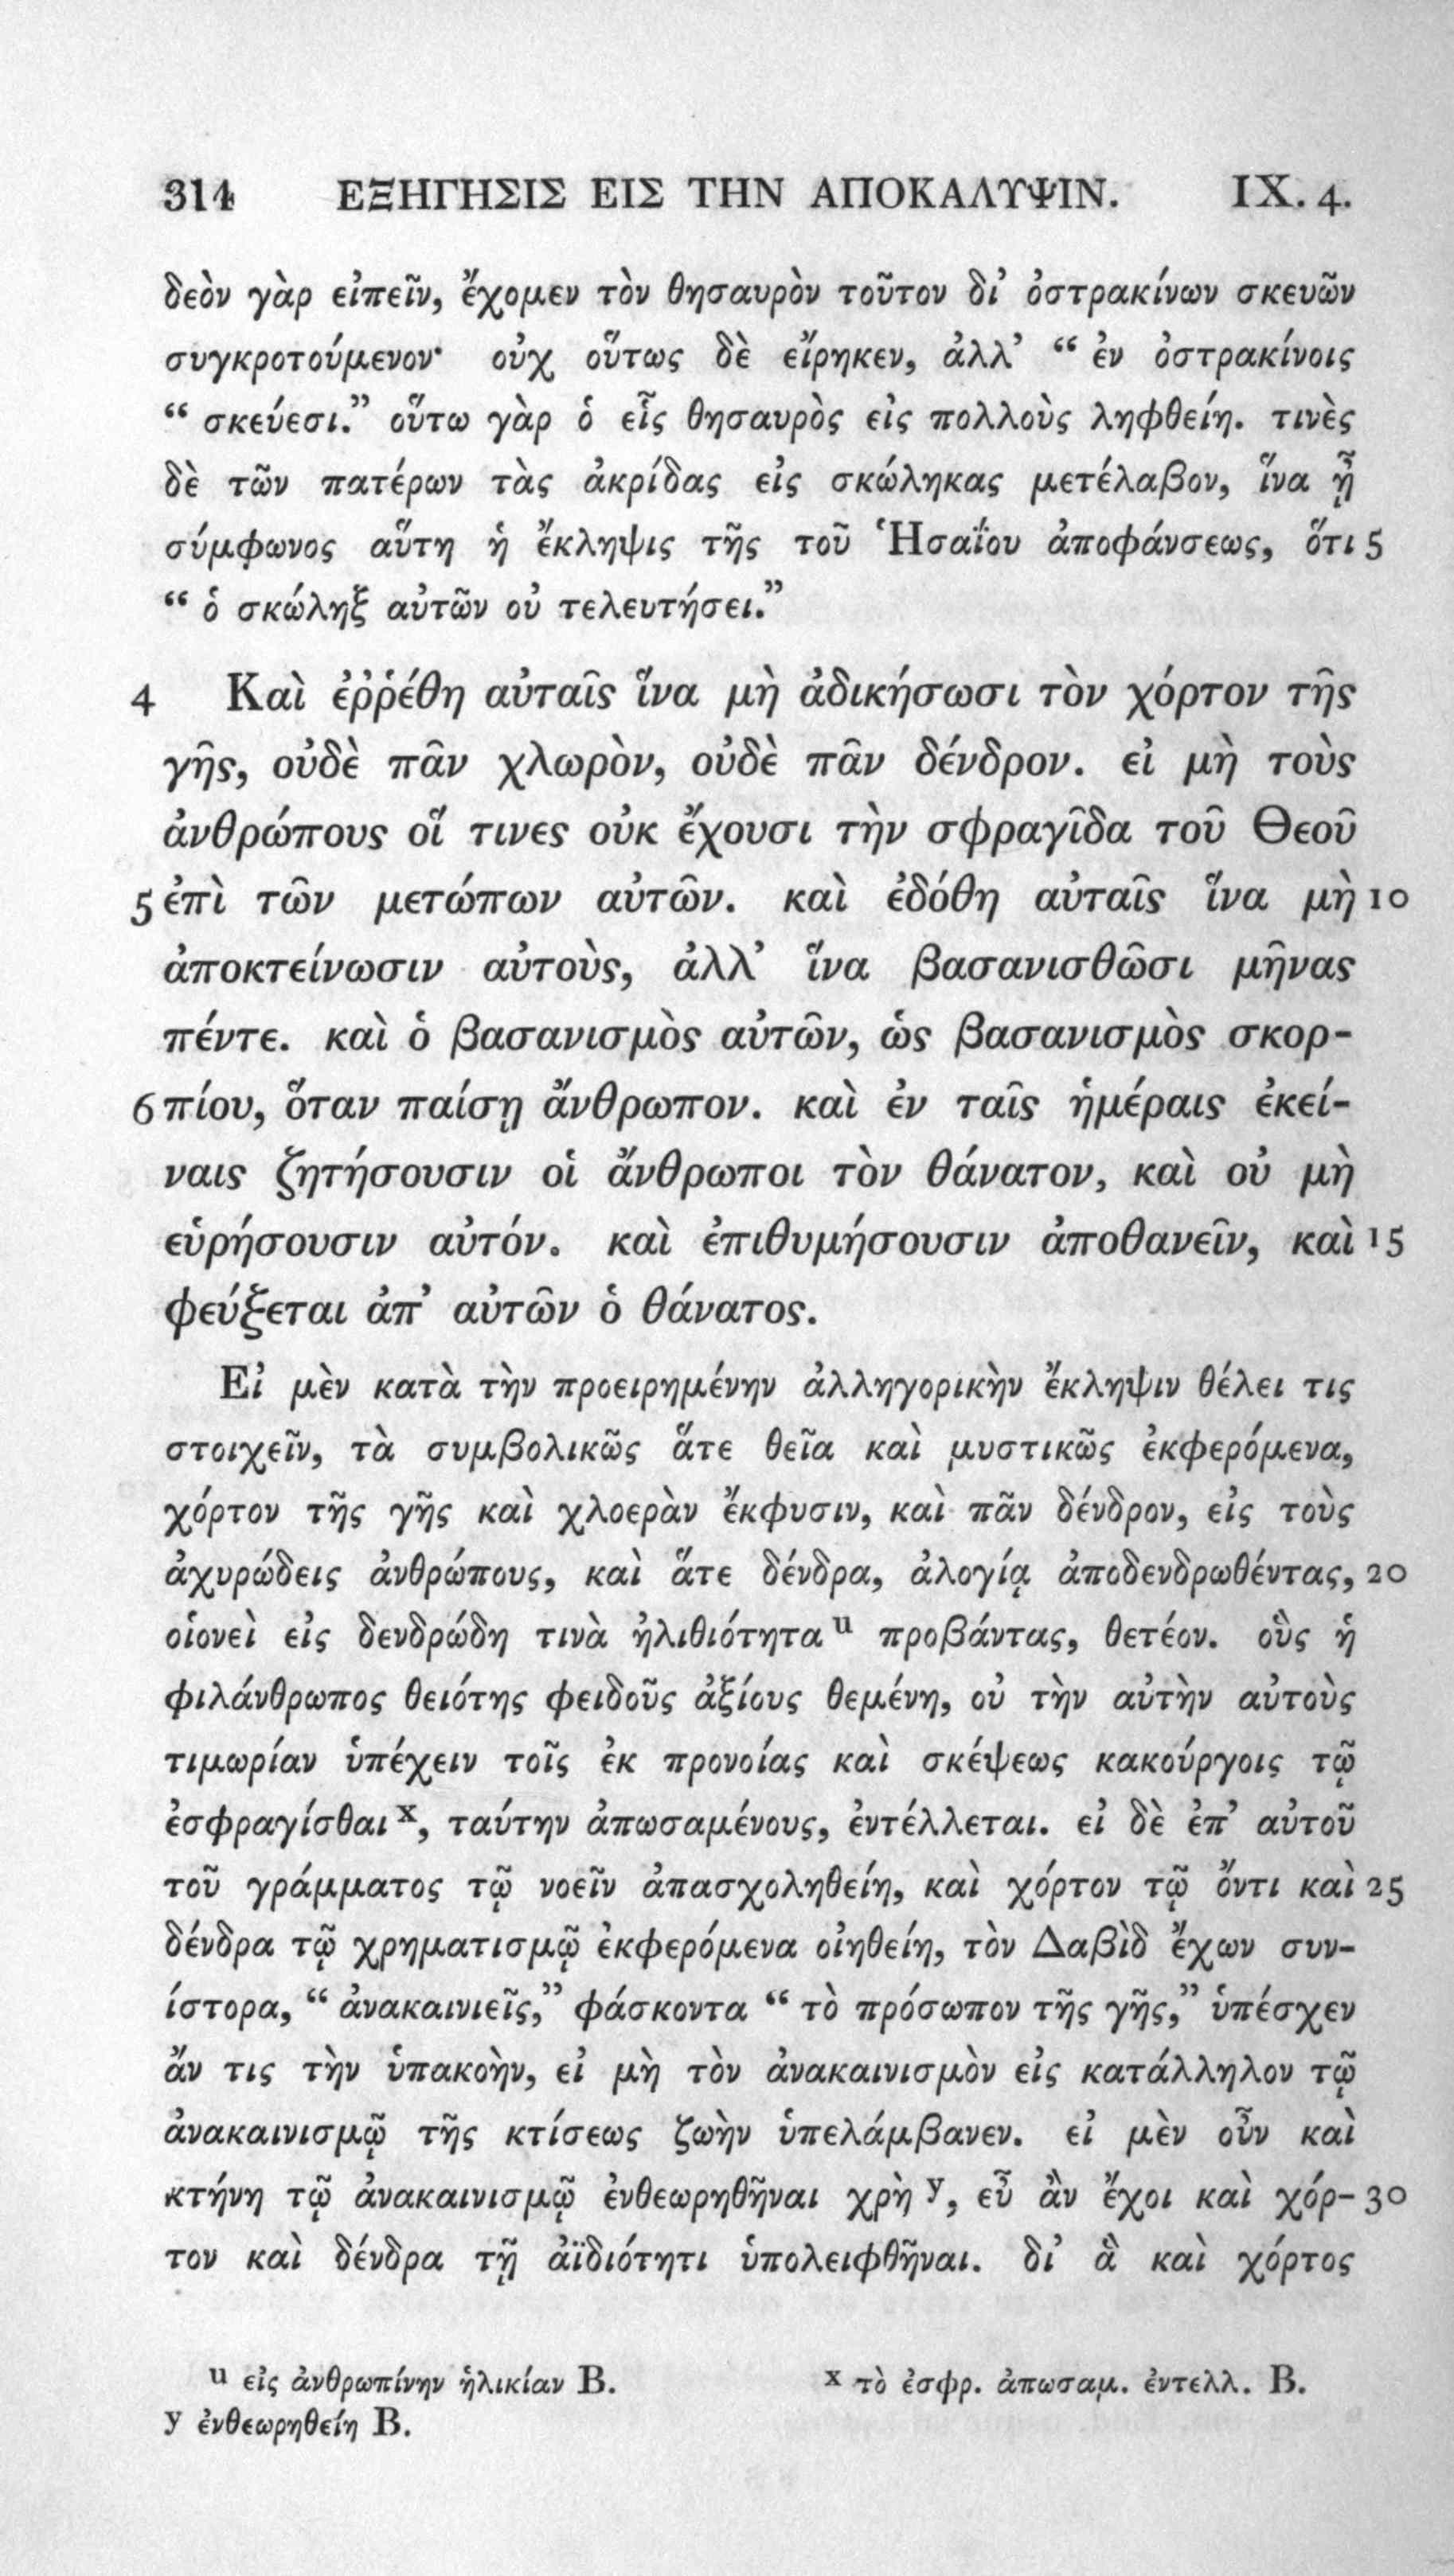 314 ΕΞΗΓΗΣΙΣ ΕΙΣ ΤΗΝ ΑΠΟΚΑΛΥΨΙΝ. IX. 4.
δεὸν γὰρ εἰπεῖν, ἔχομεν τὸν θησαυρὸν τοῦτον δι’ ὀστρακίνων σκευῶν
συγκροτούμενον· οὐχ οὕτως δὲ εἴρηκεν, ἀλλ’ “ ἐν ὀστρακίνοις
“ σκεύεσι.” οὕτω γὰρ ὁ εἷς θησαυρὸς εἰς πολλοὺς ληφθείη. τινὲς
δὲ τῶν πατέρων τὰς ἀκρίδας εἰς σκώληκας μετέλαβον, ἵνα ᾖ
σύμφωνος αὕτη ἡ ἔκληψις τῆς τοῦ Ἡσαΐου ἀποφάνσεως, ὅτι 5
“ ὁ σκώληξ αὐτῶν οὐ τελευτήσει.”
4 Καὶ ἐῤῥέθη αὐταῖς ἵνα μὴ ἀδικήσωσι τὸν χόρτον τῆς
γῆς, οὐδὲ πᾶν χλωρὸν, οὐδὲ πᾶν δένδρον. εἰ μὴ τοὺς
ἀνθρώπους οἵ τινες οὐκ ἔχουσι τὴν σφραγῖδα τοῦ Θεοῦ
5 ἐπὶ τῶν μετώπων αὐτῶν. καὶ ἐδόθη αὐταῖς ἵνα μὴ 10
ἀποκτείνωσιν αὐτοὺς, ἀλλ’ ἵνα βασανισθῶσι μῆνας
πέντε. καὶ ὁ βασανισμὸς αὐτῶν, ὡς βασανισμὸς σκορ-
6 πίου, ὅταν παίσῃ ἄνθρωπον. καὶ ἐν ταῖς ἡμέραις ἐκεί-
ναις ζητήσουσιν οἱ ἄνθρωποι τὸν θάνατον, καὶ οὐ μὴ
εὑρήσουσιν αὐτόν. καὶ ἐπιθυμήσουσιν ἀποθανεῖν, καὶ 15
φεύξεται ἀπ’ αὐτῶν ὁ θάνατος.
Εἰ μὲν κατὰ τὴν προειρημένην ἀλληγορικὴν ἔκληψιν θέλει τις
στοιχεῖν, τὰ συμβολικῶς ἅτε θεῖα καὶ μυστικῶς ἐκφερόμενα,
χόρτον τῆς γῆς καὶ χλοερὰν ἔκφυσιν, καὶ πᾶν δένδρον, εἰς τοὺς
ἀχυρώδεις ἀνθρώπους, καὶ ἅτε δένδρα, ἀλογίᾳ ἀποδενδρωθέντας, 20
οἱονεὶ εἰς δενδρώδη τινὰ ἠλιθιότητα u προβάντας, θετέον. οὓς ἡ
φιλάνθρωπος θειότης φειδοῦς ἀξίους θεμένη, οὐ τὴν αὐτὴν αὐτοὺς
τιμωρίαν ὑπέχειν τοῖς ἐκ προνοίας καὶ σκέψεως κακούργοις τῷ
ἐσφραγίσθαι x, ταύτην ἀπωσαμένους, ἐντέλλεται. εἰ δὲ ἐπ’ αὐτοῦ
τοῦ γράμματος τῷ νοεῖν ἀπασχοληθείη, καὶ χόρτον τῷ ὄντι καὶ 25
δένδρα τῷ χρηματισμῷ ἐκφερόμενα οἰηθείη, τὸν Δαβὶδ ἔχων συν-
ίστορα, “ ἀνακαινιεῖς,” φάσκοντα “ τὸ πρόσωπον τῆς γῆς,” ὑπέσχεν
ἄν τις τὴν ὑπακοὴν, εἰ μὴ τὸν ἀνακαινισμὸν εἰς κατάλληλον τῷ
ἀνακαινισμῷ τῆς κτίσεως ζωὴν ὑπελάμβανεν. εἰ μὲν οὖν καὶ
κτήνη τῷ ἀνακαινισμῷ ἐνθεωρηθῆναι χρὴ y, εὖ ἂν ἔχοι καὶ χόρ- 30
τον καὶ δένδρα τῇ ἀϊδιότητι ὑπολειφθῆναι. δι’ ἃ καὶ χόρτος
u εἰς ἀνθρωπίνην ἡλικίαν B. x τὸ ἐσφρ. ἀπωσαμ. ἐντελλ. B.
y ἐνθεωρηθείη B.